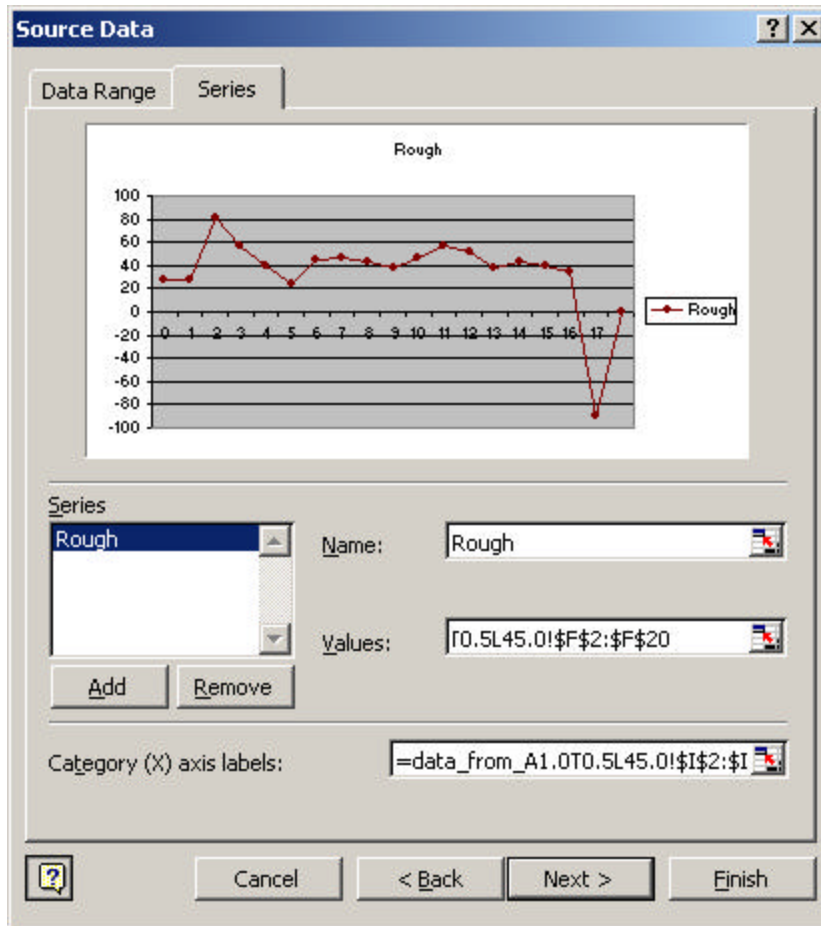 Source Data
Data Range Series
Rough
100
80
60
40
20
0
-20
-40
-60
-80
-100
0 1 2 3 4 5 6 7 8 9 10 11 12 13 14 15 16 17
Rough
Series
Rough
Name: Rough
Values: T0.5L45.0!$F$2:$F$20
Add Remove
Category (X) axis labels: =data_from_A1.0T0.5L45.0!$I$2:$I
? Cancel < Back Next > Finish